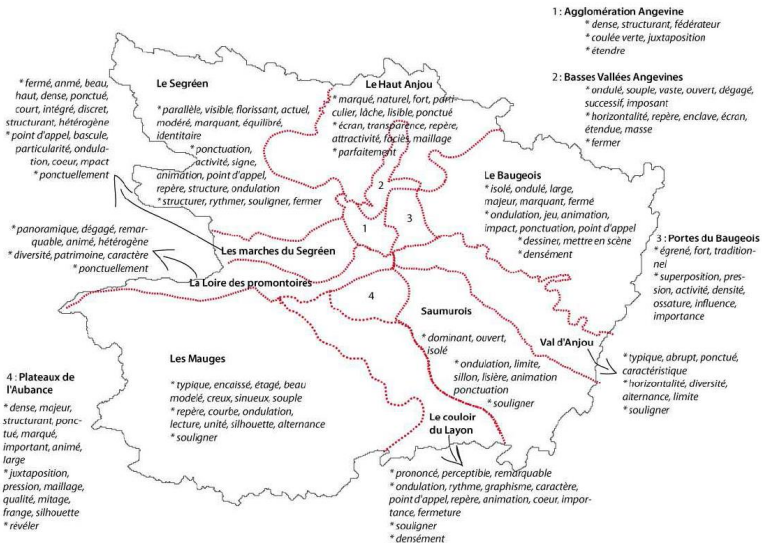 1 : Agglomération Angevine
* dense, structurant, fédérateur
* coulée verte, juxtaposition
* étendre
2 : Basses Vallées Angevines
* ondulé, souple, vaste, ouvert, dégagé,
successif, imposant
* horizontalité, repère, enclave, écran,
étendue, masse
* fermer
* fermé, anmé, beau,
haut, dense, ponctué,
court, intégré, discret,
structurant, hétérogène
* point d'appel, bascule,
particularité, ondula-
tion, coeur, mpact
* ponctuellement
Le Segréen
* parallèle, visible, florissant, actuel,
modéré, marquant, équilibré,
identitaire
* ponctuation,
activité, signe,
animation, point d'appel,
repère, structure, ondulation
* structurer, rythmer, souligner, fermer
Le Haut Anjou
* marqué, naturel, fort, parti-
culier, lâche, lisible, ponctué
* écran, transparence, repère,
attractivité, faciès, maillage
* parfaitement
2
1
3
4
Le Baugeois
* isolé, ondulé, large,
majeur, marquant, fermé
* ondulation, jeu, animation,
impact, ponctuation, point d'appel
* dessiner, mettre en scène
* densément
3 : Portes du Baugeois
* égrené, fort, tradition-
nel
* superposition, pres-
sion, activité, densité,
ossature, influence,
importance
* panoramique, dégagé, remar-
quable, animé, hétérogène
* diversité, patrimoine, caractère
* ponctuellement
Les marches du Segréen
La Loire des promontoires
Saumurois
* dominant, ouvert,
isolé
* ondulation, limite,
sillon, lisière, animation
ponctuation
* souligner
Val d'Anjou
* typique, abrupt, ponctué,
caractéristique
* horizontalité, diversité,
alternance, limite
* souligner
Les Mauges
* typique, encaissé, étagé, beau
modelé, creux, sinueux, souple
* repère, courbe, ondulation,
lecture, unité, silhouette, alternance
* souligner
4 : Plateaux de
l'Aubance
* dense, majeur,
structurant, ponc-
tué, marqué,
important, animé,
large
* juxtaposition,
pression, maillage,
qualité, mitage,
frange, silhouette
* révéler
Le couloir
du Layon
* prononcé, perceptible, remarquable
* ondulation, rythme, graphisme, caractère,
point d'appel, repère, animation, coeur, impor-
tance, fermeture
* souligner
* densément